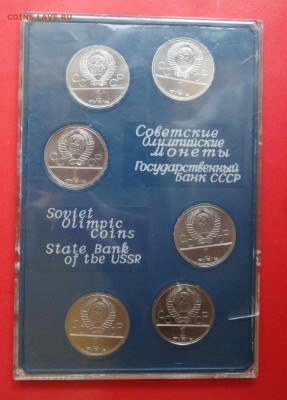 COINS.LAVE.RU
Советские
Олимпийские
Монеты
Государственный
Банк СССР
Soviet
Olympic
Coins
State Bank
of the USSR